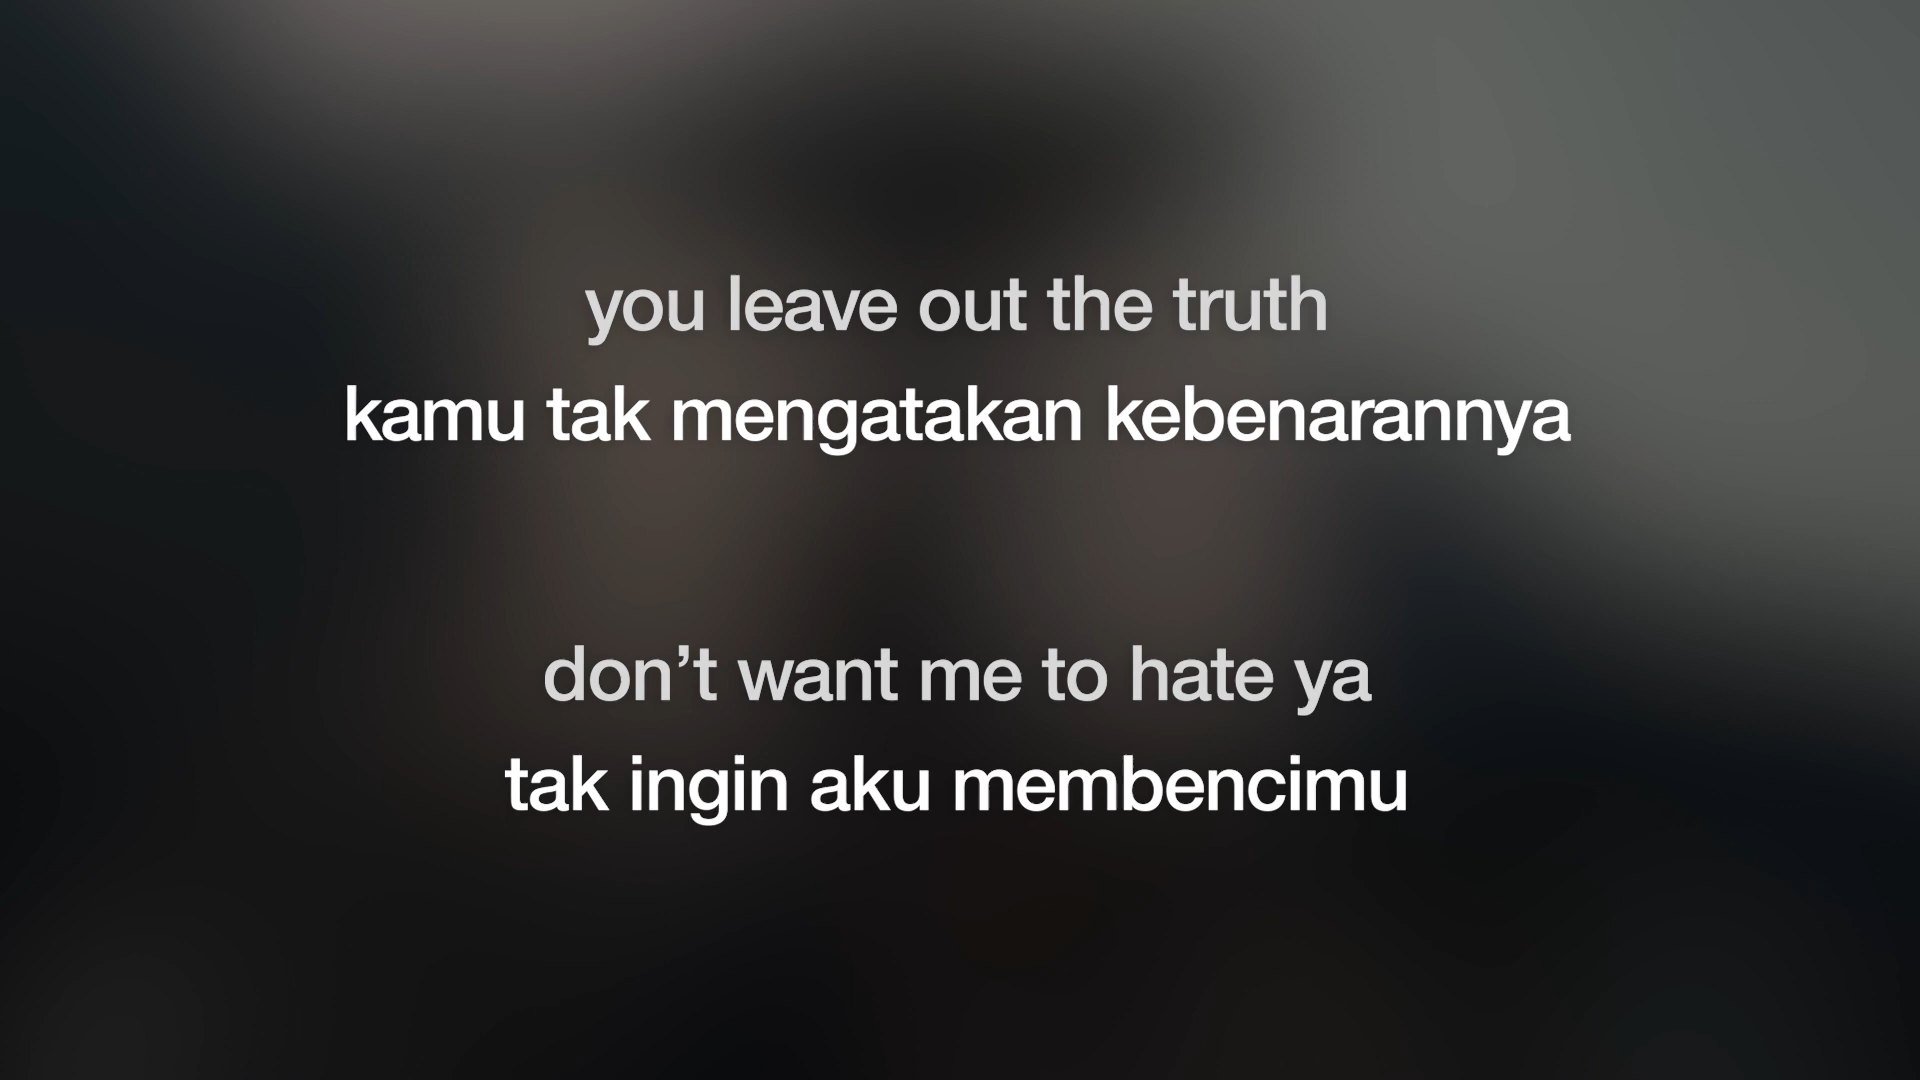 you leave out the truth
kamu tak mengatakan kebenarannya
don’t want me to hate ya
tak ingin aku membencimu